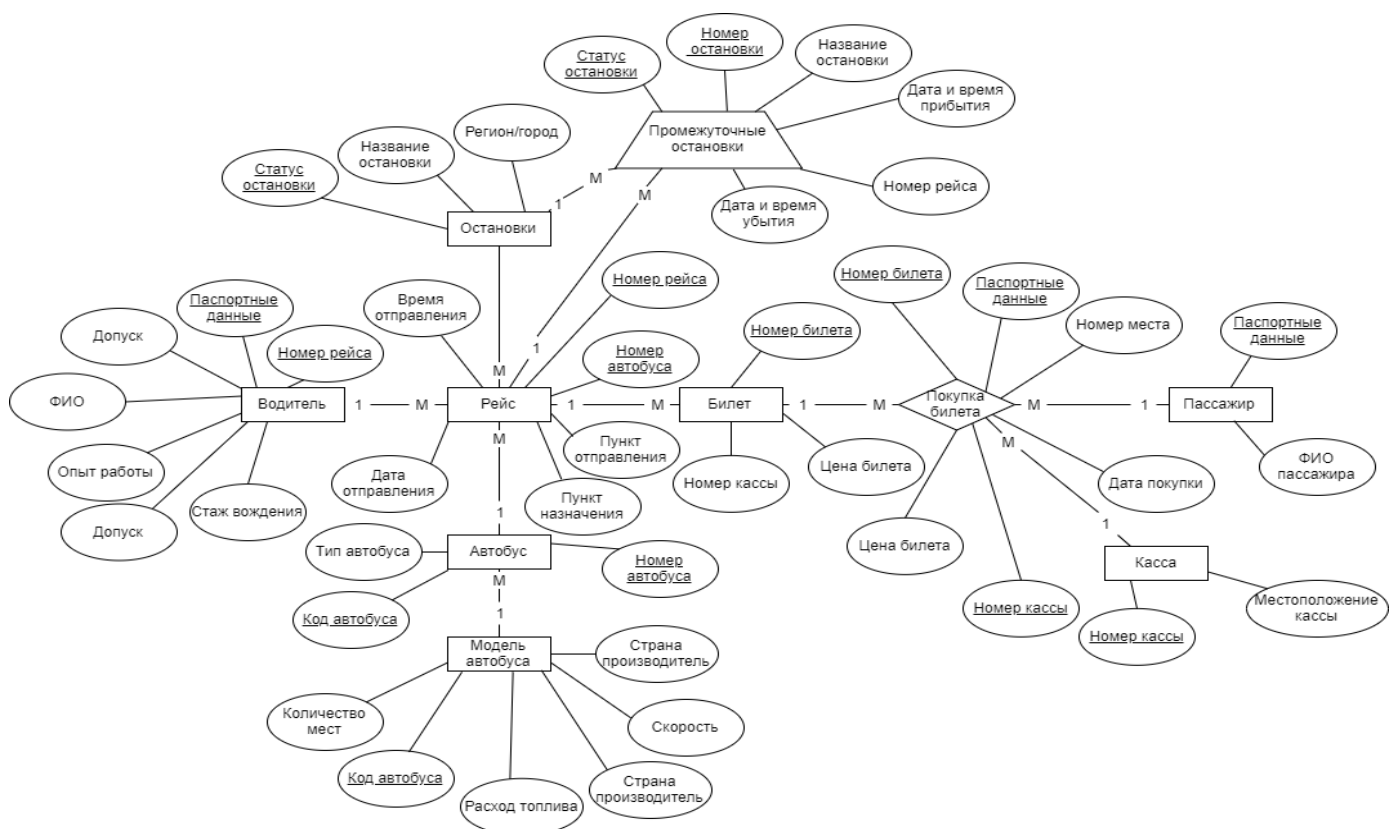 Номер
остановки
Статус
остановки
Название
остановки
Дата и время
прибытия
Регион/город
Промежуточные
остановки
Название
остановки
Статус
остановки
М
Номер рейса
1
М
Дата и время
убытия
Остановки
М
Номер билета
Паспортные
данные
Номер рейса
Время
отправления
Паспортные
данные
Допуск
Номер билета
Номер места
Паспортные
данные
Номер рейса
1
Номер
автобуса
М
ФИО
Водитель
1
М
Рейс
1
М
Билет
1
М
Покупка
билета
М
1
Пассажир
М
М
Пункт
отправления
Опыт работы
Дата
отправления
Цена билета
ФИО
пассажира
Номер кассы
Дата покупки
Стаж вождения
Пункт
назначения
1
1
Допуск
Цена билета
Тип автобуса
Автобус
Касса
Номер
автобуса
М
Местоположение
кассы
Номер кассы
1
Код автобуса
Номер кассы
Модель
автобуса
Страна
производитель
Количество
мест
Скорость
Код автобуса
Страна
производитель
Расход топлива